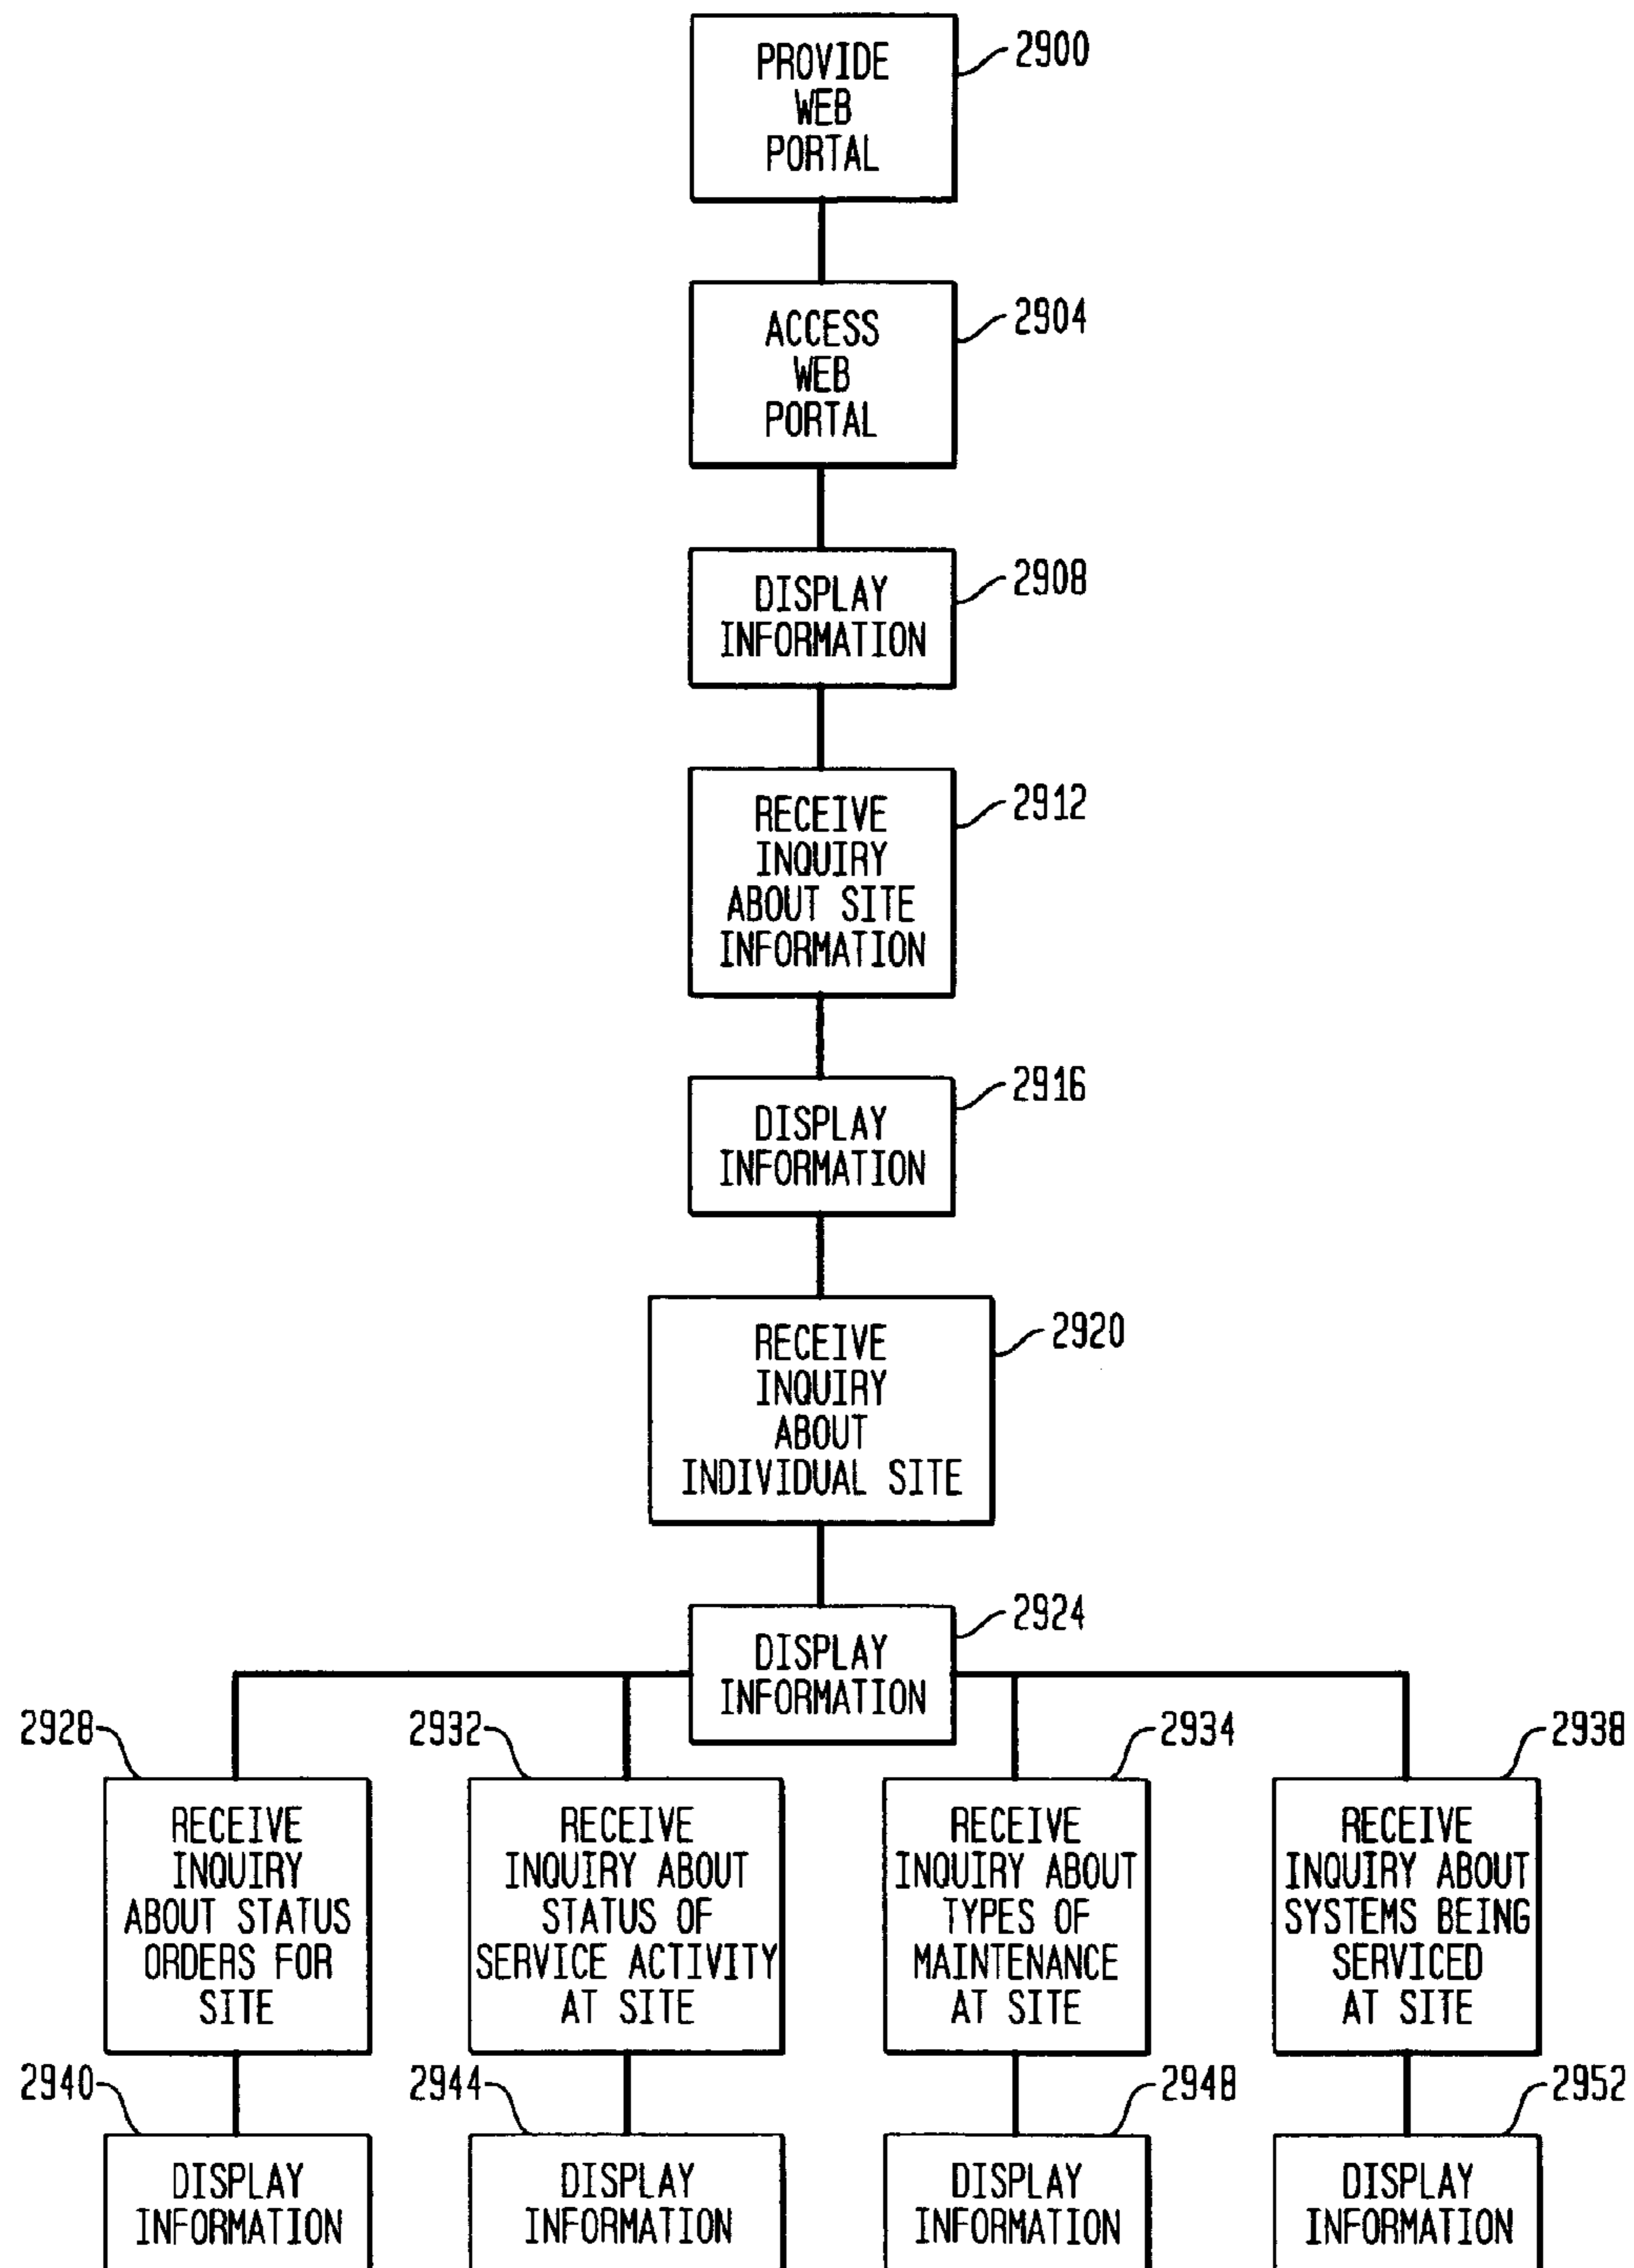 PROVIDE
WEB
PORTAL
2900
ACCESS
WEB
PORTAL
2904
DISPLAY
INFORMATION
2908
RECEIVE
INQUIRY
ABOUT SITE
INFORMATION
2912
DISPLAY
INFORMATION
2916
RECEIVE
INQUIRY
ABOUT
INDIVIDUAL SITE
2920
DISPLAY
INFORMATION
2924
2928
RECEIVE
INQUIRY
ABOUT STATUS
ORDERS FOR
SITE
2932
RECEIVE
INQUIRY ABOUT
STATUS OF
SERVICE ACTIVITY
AT SITE
2934
RECEIVE
INQUIRY ABOUT
TYPES OF
MAINTENANCE
AT SITE
2938
RECEIVE
INQUIRY ABOUT
SYSTEMS BEING
SERVICED
AT SITE
2940
DISPLAY
INFORMATION
2944
DISPLAY
INFORMATION
2948
DISPLAY
INFORMATION
2952
DISPLAY
INFORMATION